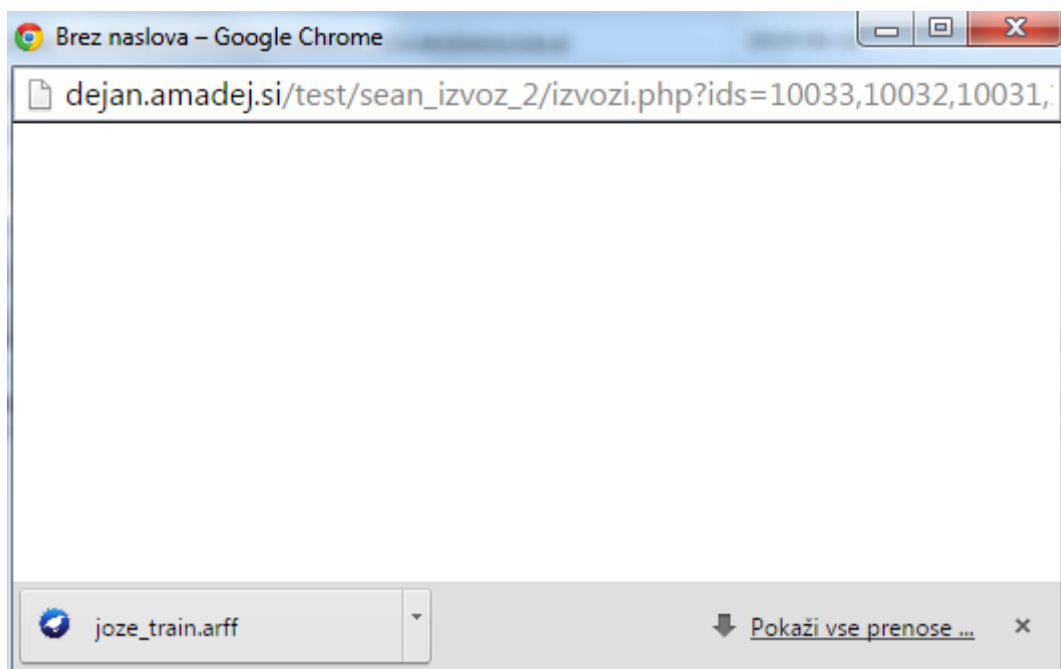 Brez naslova – Google Chrome
dejan.amadej.si/test/sean_izvoz_2/izvozi.php?ids=10033,10032,10031,
joze_train.arff
Pokaži vse prenose ...